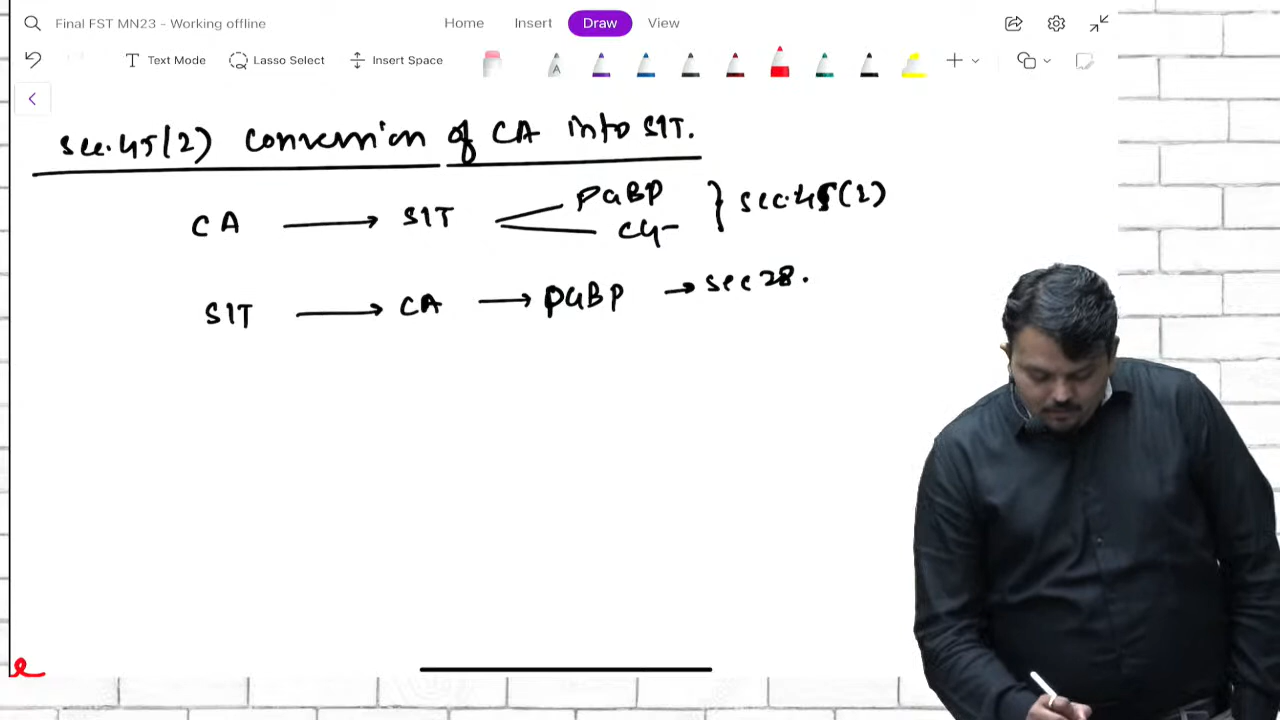 Final FST MN23 - Working offline
Home Insert Draw View
Text Mode Lasso Select Insert Space
A
Sec.45(2) Conversion of CA into SIT.
CA → SIT PGBP } Sec.45(2)
CG
SIT → CA → PGBP → Sec 28.
e